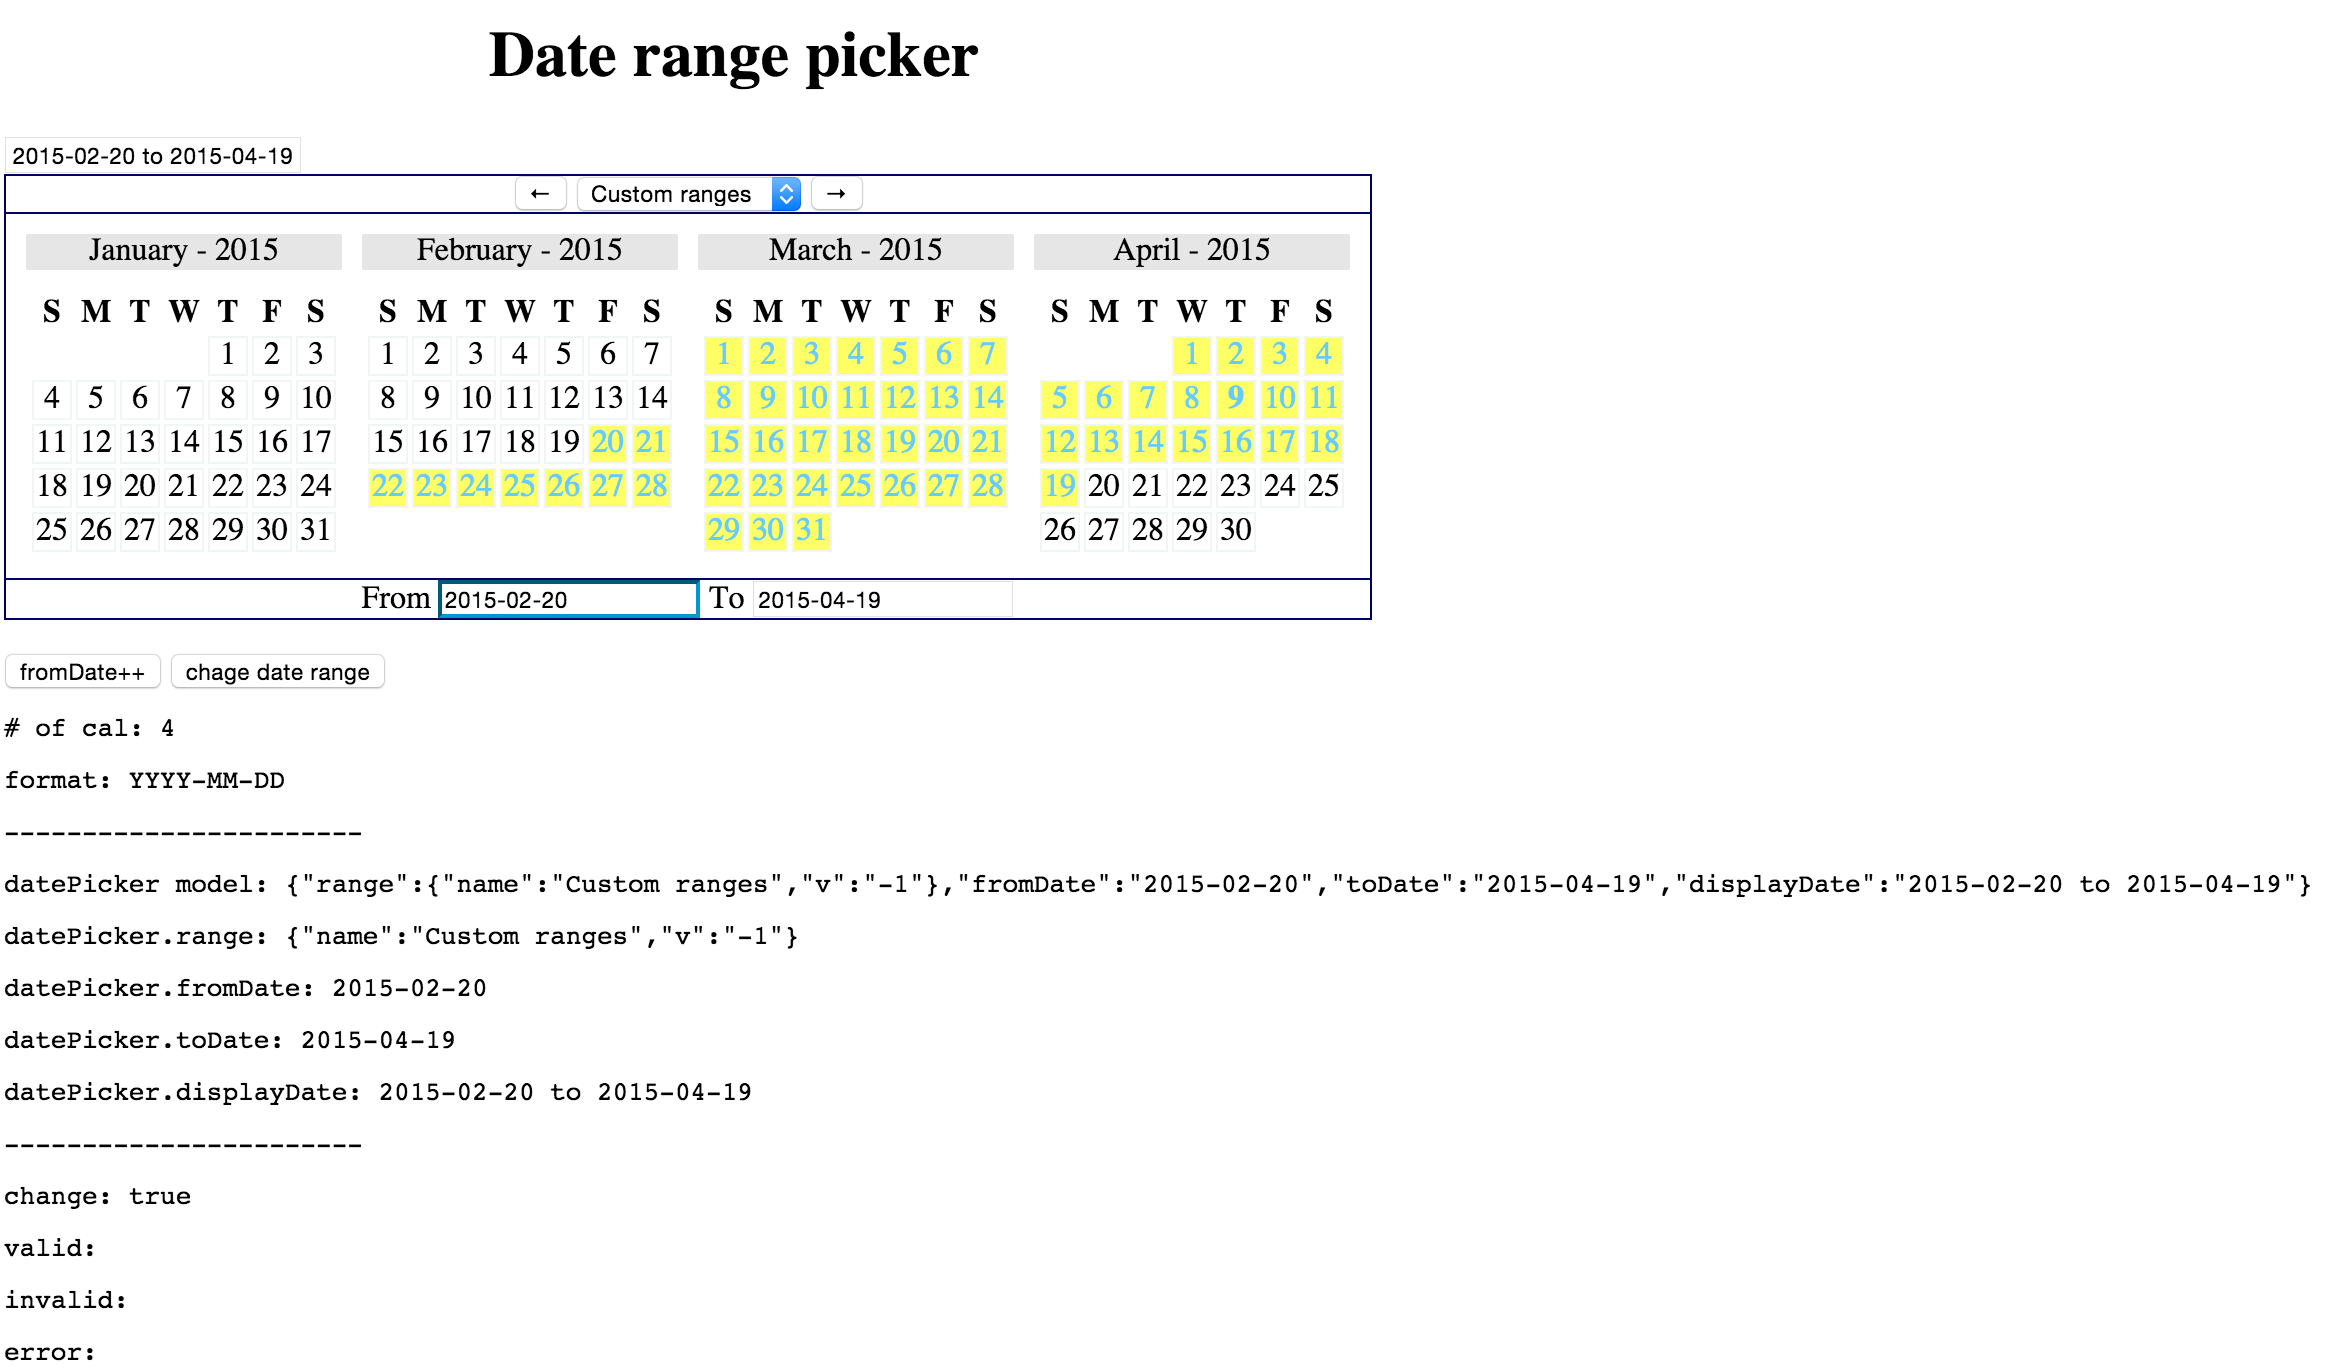 Date range picker
2015-02-20 to 2015-04-19
← Custom ranges →
January - 2015 February - 2015 March - 2015 April - 2015
S M T W T F S S M T W T F S S M T W T F S S M T W T F S
1 2 3 1 2 3 4 5 6 7 1 2 3 4 5 6 7 1 2 3 4
4 5 6 7 8 9 10 8 9 10 11 12 13 14 8 9 10 11 12 13 14 5 6 7 8 9 10 11
11 12 13 14 15 16 17 15 16 17 18 19 20 21 15 16 17 18 19 20 21 12 13 14 15 16 17 18
18 19 20 21 22 23 24 22 23 24 25 26 27 28 22 23 24 25 26 27 28 19 20 21 22 23 24 25
25 26 27 28 29 30 31 29 30 31 26 27 28 29 30
From 2015-02-20 To 2015-04-19
fromDate++ chage date range
# of cal: 4
format: YYYY-MM-DD
-----------------------
datePicker model: {"range":{"name":"Custom ranges","v":"-1"},"fromDate":"2015-02-20","toDate":"2015-04-19","displayDate":"2015-02-20 to 2015-04-19"}
datePicker.range: {"name":"Custom ranges","v":"-1"}
datePicker.fromDate: 2015-02-20
datePicker.toDate: 2015-04-19
datePicker.displayDate: 2015-02-20 to 2015-04-19
-----------------------
change: true
valid:
invalid:
error: